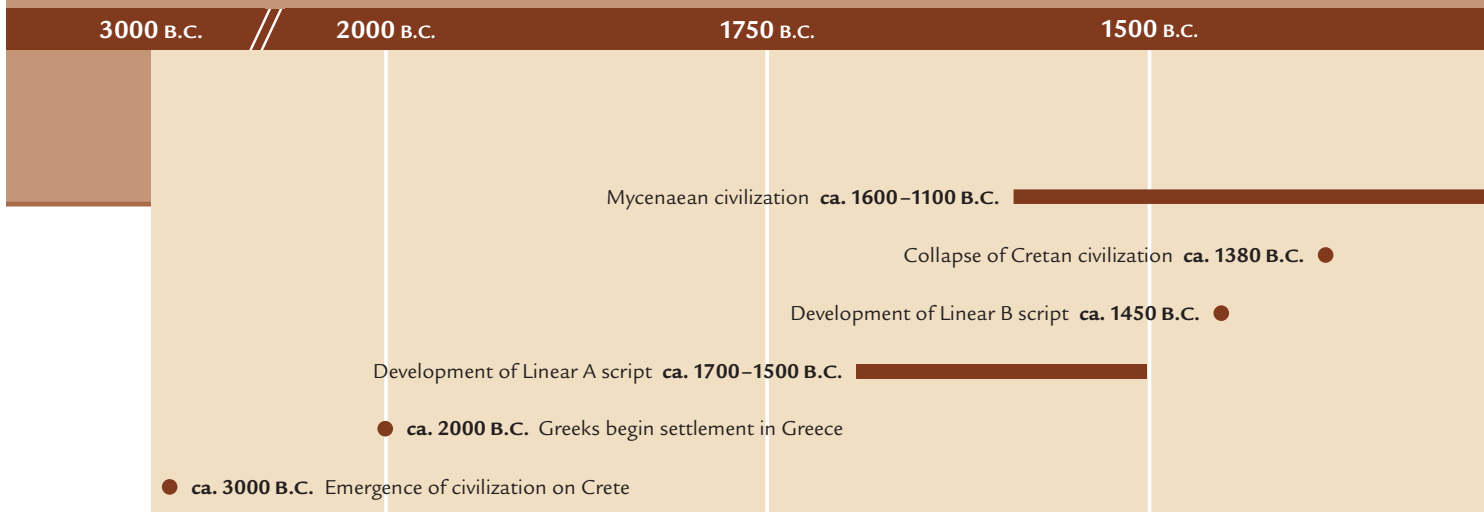 3000 B.C. // 2000 B.C. 1750 B.C. 1500 B.C.
Mycenaean civilization ca. 1600–1100 B.C.
Collapse of Cretan civilization ca. 1380 B.C.
Development of Linear B script ca. 1450 B.C.
Development of Linear A script ca. 1700–1500 B.C.
ca. 2000 B.C. Greeks begin settlement in Greece
ca. 3000 B.C. Emergence of civilization on Crete